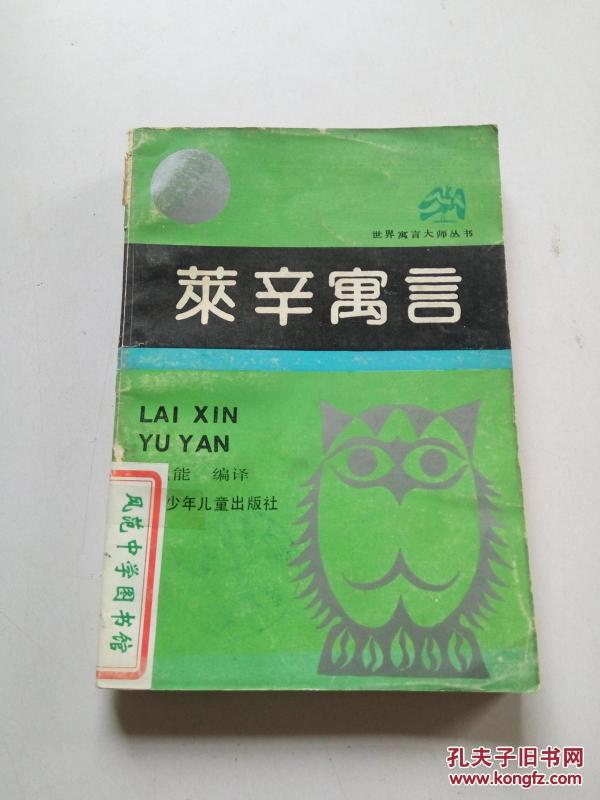 世界寓言大师丛书
萊辛寓言
LAI XIN
YU YAN
能 编译
少年儿童出版社
风范中学图书馆
孔夫子旧书网
www.kongfz.com